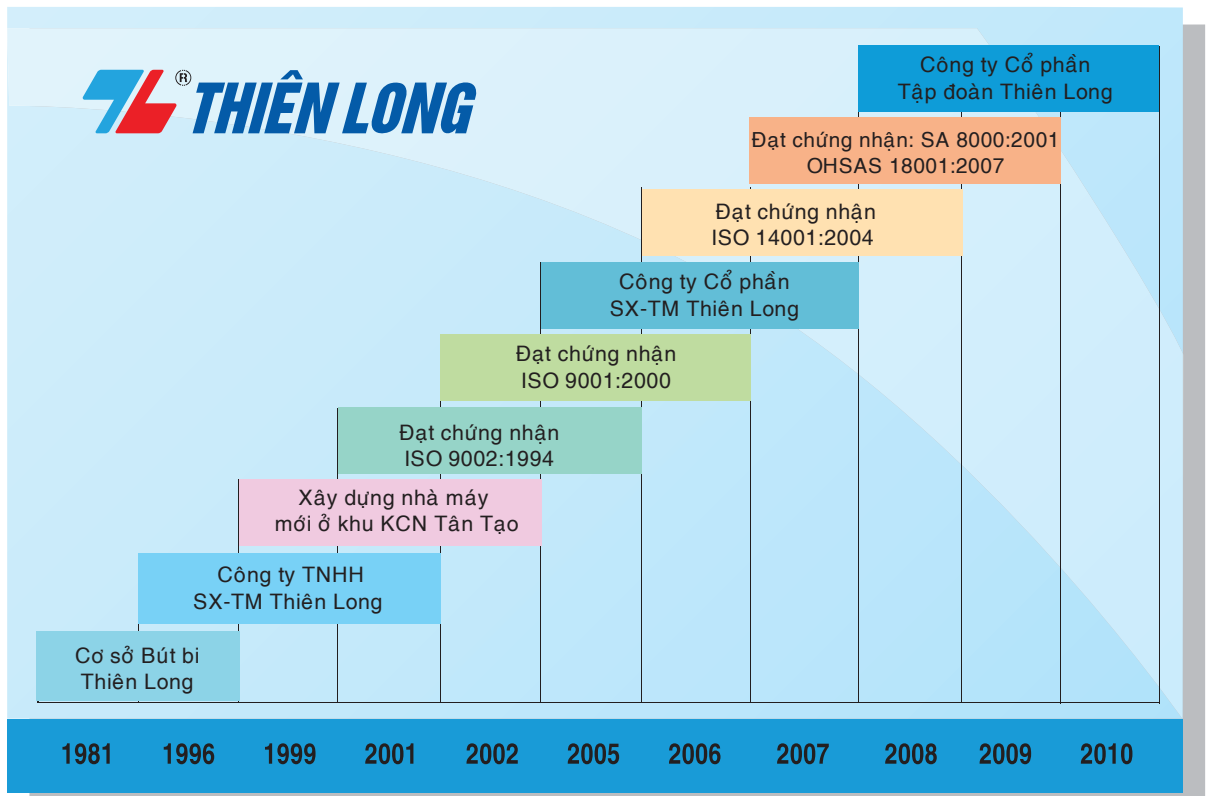 ® THIÊN LONG
Công ty Cổ phần
Tập đoàn Thiên Long
Đạt chứng nhận: SA 8000:2001
OHSAS 18001:2007
Đạt chứng nhận
ISO 14001:2004
Công ty Cổ phần
SX-TM Thiên Long
Đạt chứng nhận
ISO 9001:2000
Đạt chứng nhận
ISO 9002:1994
Xây dựng nhà máy
mới ở khu KCN Tân Tạo
Công ty TNHH
SX-TM Thiên Long
Cơ sở Bút bi
Thiên Long
1981 1996 1999 2001 2002 2005 2006 2007 2008 2009 2010